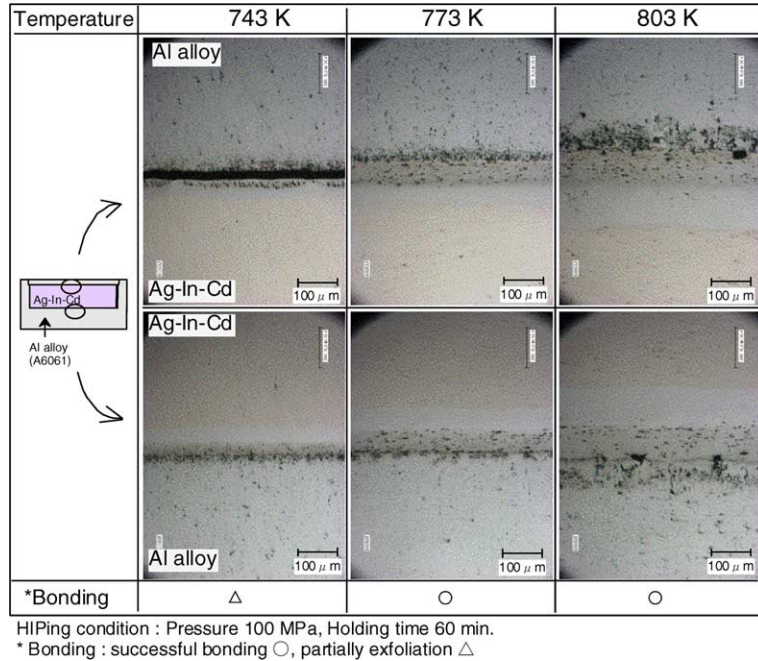 Temperature 743 K 773 K 803 K
Al alloy
Ag-In-Cd
100 μ m 100 μ m 100 μ m
Ag-In-Cd
Al alloy
(A6061)
Ag-In-Cd
Al alloy
100 μ m 100 μ m 100 μ m
*Bonding △ ○ ○
HIPing condition : Pressure 100 MPa, Holding time 60 min.
* Bonding : successful bonding ○, partially exfoliation △